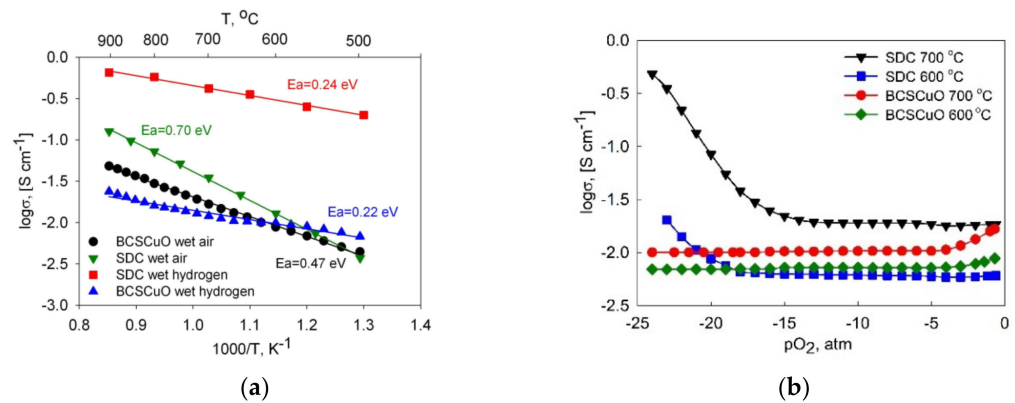 T, °C
900 800 700 600 500
0.0
-0.5
-1.0
-1.5
-2.0
-2.5
-3.0
logσ, [S cm⁻¹]
Ea=0.24 eV
Ea=0.70 eV
Ea=0.22 eV
Ea=0.47 eV
BCSCuO wet air
SDC wet air
SDC wet hydrogen
BCSCuO wet hydrogen
0.8 0.9 1.0 1.1 1.2 1.3 1.4
1000/T, K⁻¹
(a)
0.0
-0.5
-1.0
-1.5
-2.0
-2.5
logσ, [S cm⁻¹]
SDC 700 °C
SDC 600 °C
BCSCuO 700 °C
BCSCuO 600 °C
-25 -20 -15 -10 -5 0
pO₂, atm
(b)